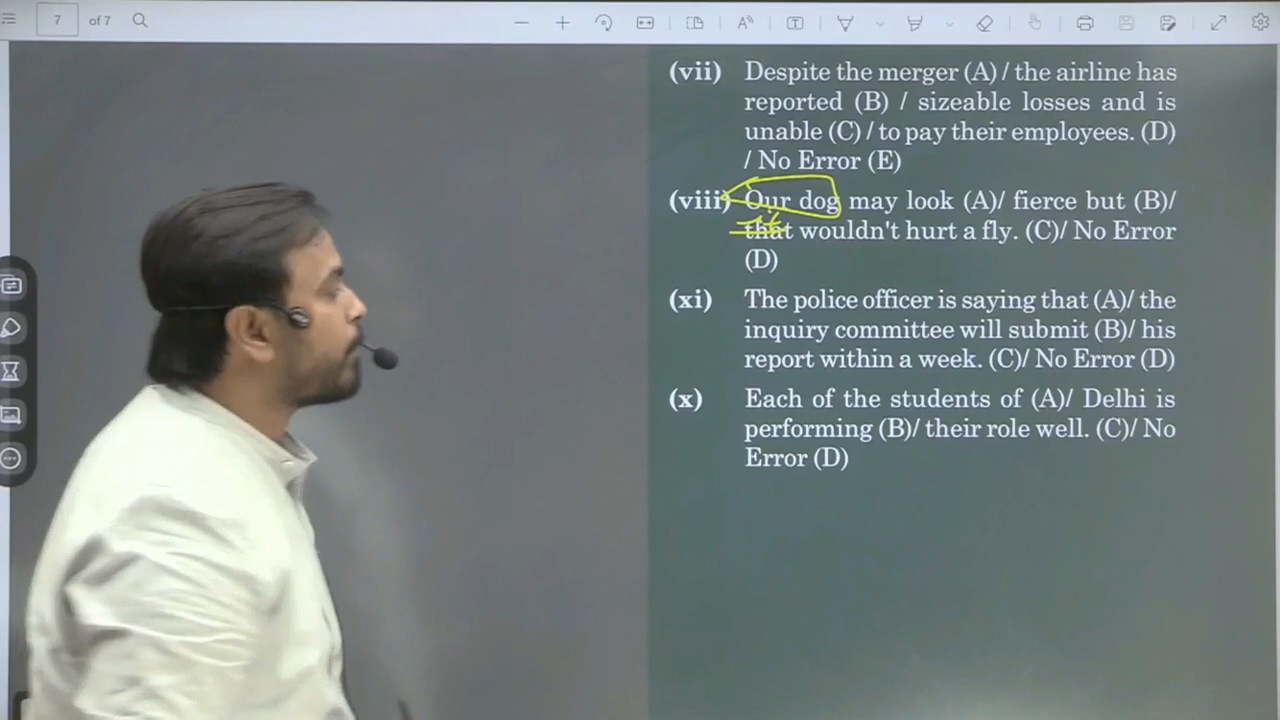 7 of 7
(vii) Despite the merger (A) / the airline has
reported (B) / sizeable losses and is
unable (C) / to pay their employees. (D)
/ No Error (E)
(viii) Our dog may look (A)/ fierce but (B)/
it
that wouldn't hurt a fly. (C)/ No Error
(D)
(xi) The police officer is saying that (A)/ the
inquiry committee will submit (B)/ his
report within a week. (C)/ No Error (D)
(x) Each of the students of (A)/ Delhi is
performing (B)/ their role well. (C)/ No
Error (D)